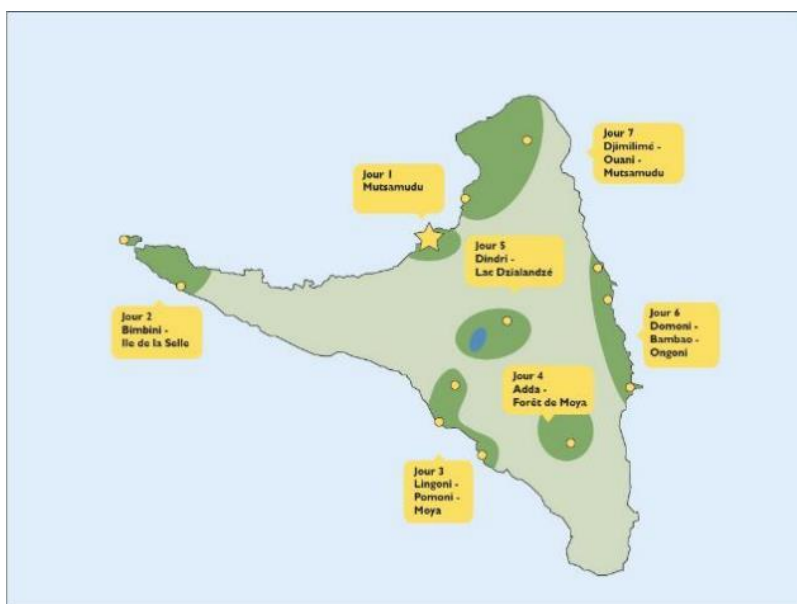 Jour 1
Mutsamudu
Jour 2
Bimbini -
Ile de la Selle
Jour 3
Lingoni -
Pomoni -
Moya
Jour 4
Adda -
Forêt de Moya
Jour 5
Dindri -
Lac Dzialandzé
Jour 6
Domoni -
Bambao -
Ongoni
Jour 7
Djimilimé -
Ouani -
Mutsamudu